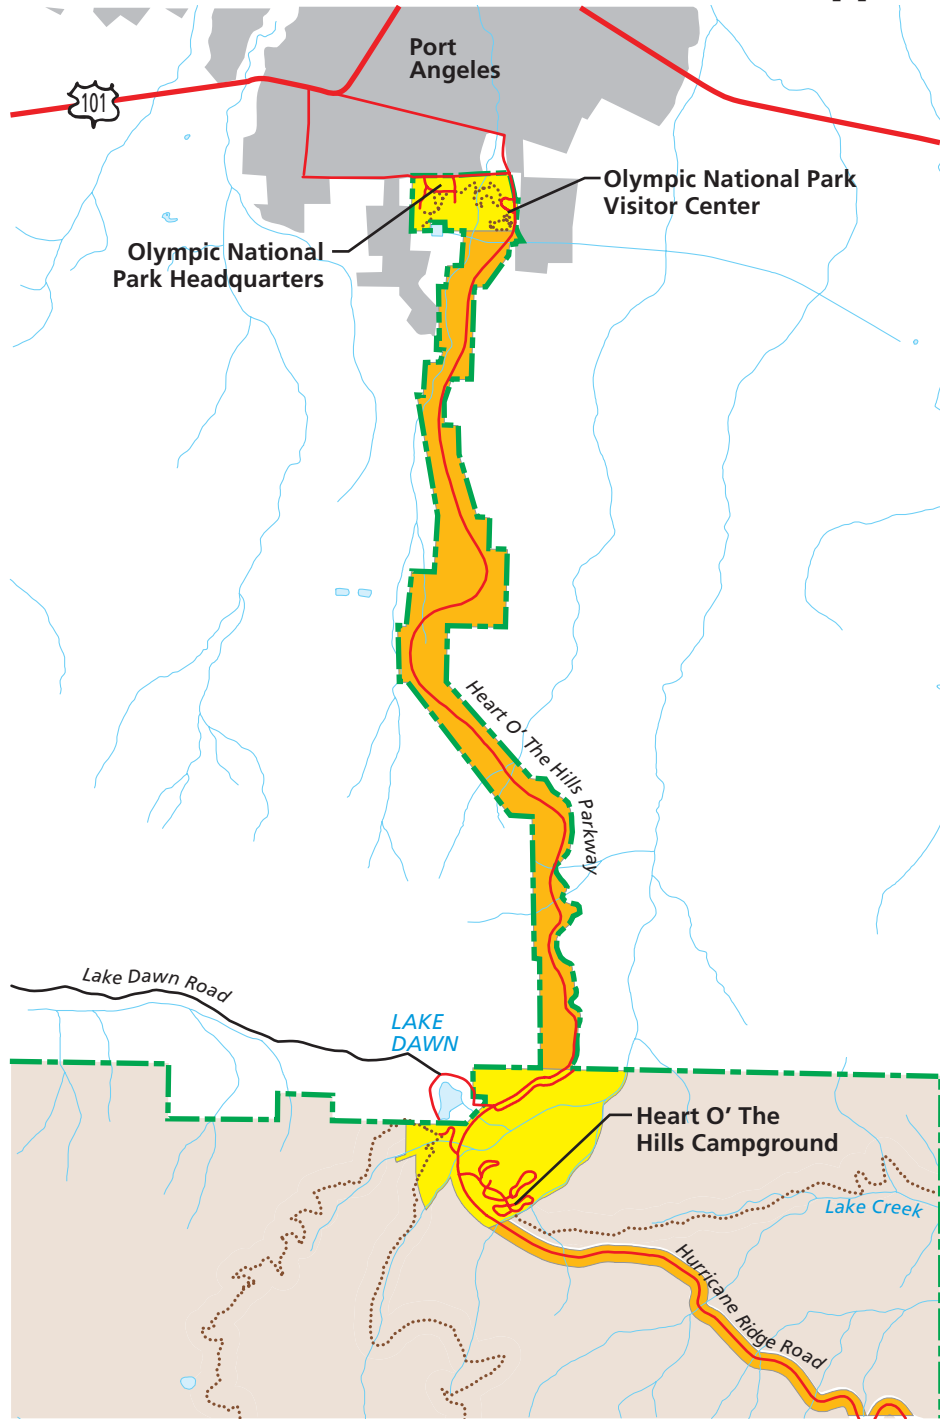 Port
Angeles
101
Olympic National Park
Visitor Center
Olympic National
Park Headquarters
Heart O’ The Hills Parkway
Lake Dawn Road
LAKE
DAWN
Heart O’ The
Hills Campground
Lake Creek
Hurricane Ridge Road